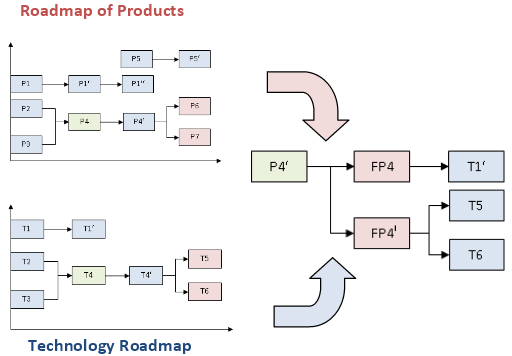 Roadmap of Products
P5 P5′
P1 P1′ P1′′
P2 P6
P4 P4′
P3 P7
P4‘ FP4 T1‘
T5
FP4ˡ
T6
T1 T1′
T2 T5
T4 T4′
T3 T6
Technology Roadmap